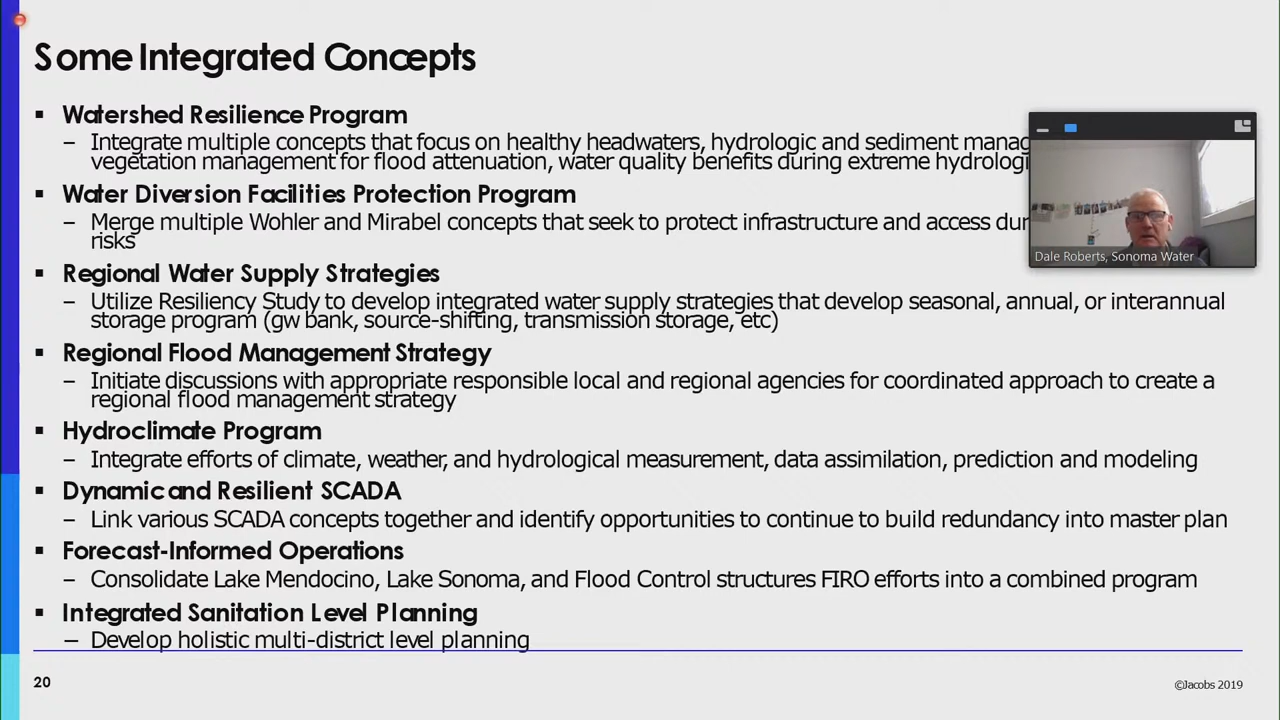 Some Integrated Concepts
▪ Watershed Resilience Program
– Integrate multiple concepts that focus on healthy headwaters, hydrologic and sediment
vegetation management for flood attenuation, water quality benefits during extreme
▪ Water Diversion Facilities Protection Program
– Merge multiple Wohler and Mirabel concepts that seek to protect infrastructure and access
risks
Dale Roberts, Sonoma Water
▪ Regional Water Supply Strategies
– Utilize Resiliency Study to develop integrated water supply strategies that develop seasonal, annual, or interannual
storage program (gw bank, source-shifting, transmission storage, etc)
▪ Regional Flood Management Strategy
– Initiate discussions with appropriate responsible local and regional agencies for coordinated approach to create a
regional flood management strategy
▪ Hydroclimate Program
– Integrate efforts of climate, weather, and hydrological measurement, data assimilation, prediction and modeling
▪ Dynamic and Resilient SCADA
– Link various SCADA concepts together and identify opportunities to continue to build redundancy into master plan
▪ Forecast-Informed Operations
– Consolidate Lake Mendocino, Lake Sonoma, and Flood Control structures FIRO efforts into a combined program
▪ Integrated Sanitation Level Planning
– Develop holistic multi-district level planning
20
©Jacobs 2019